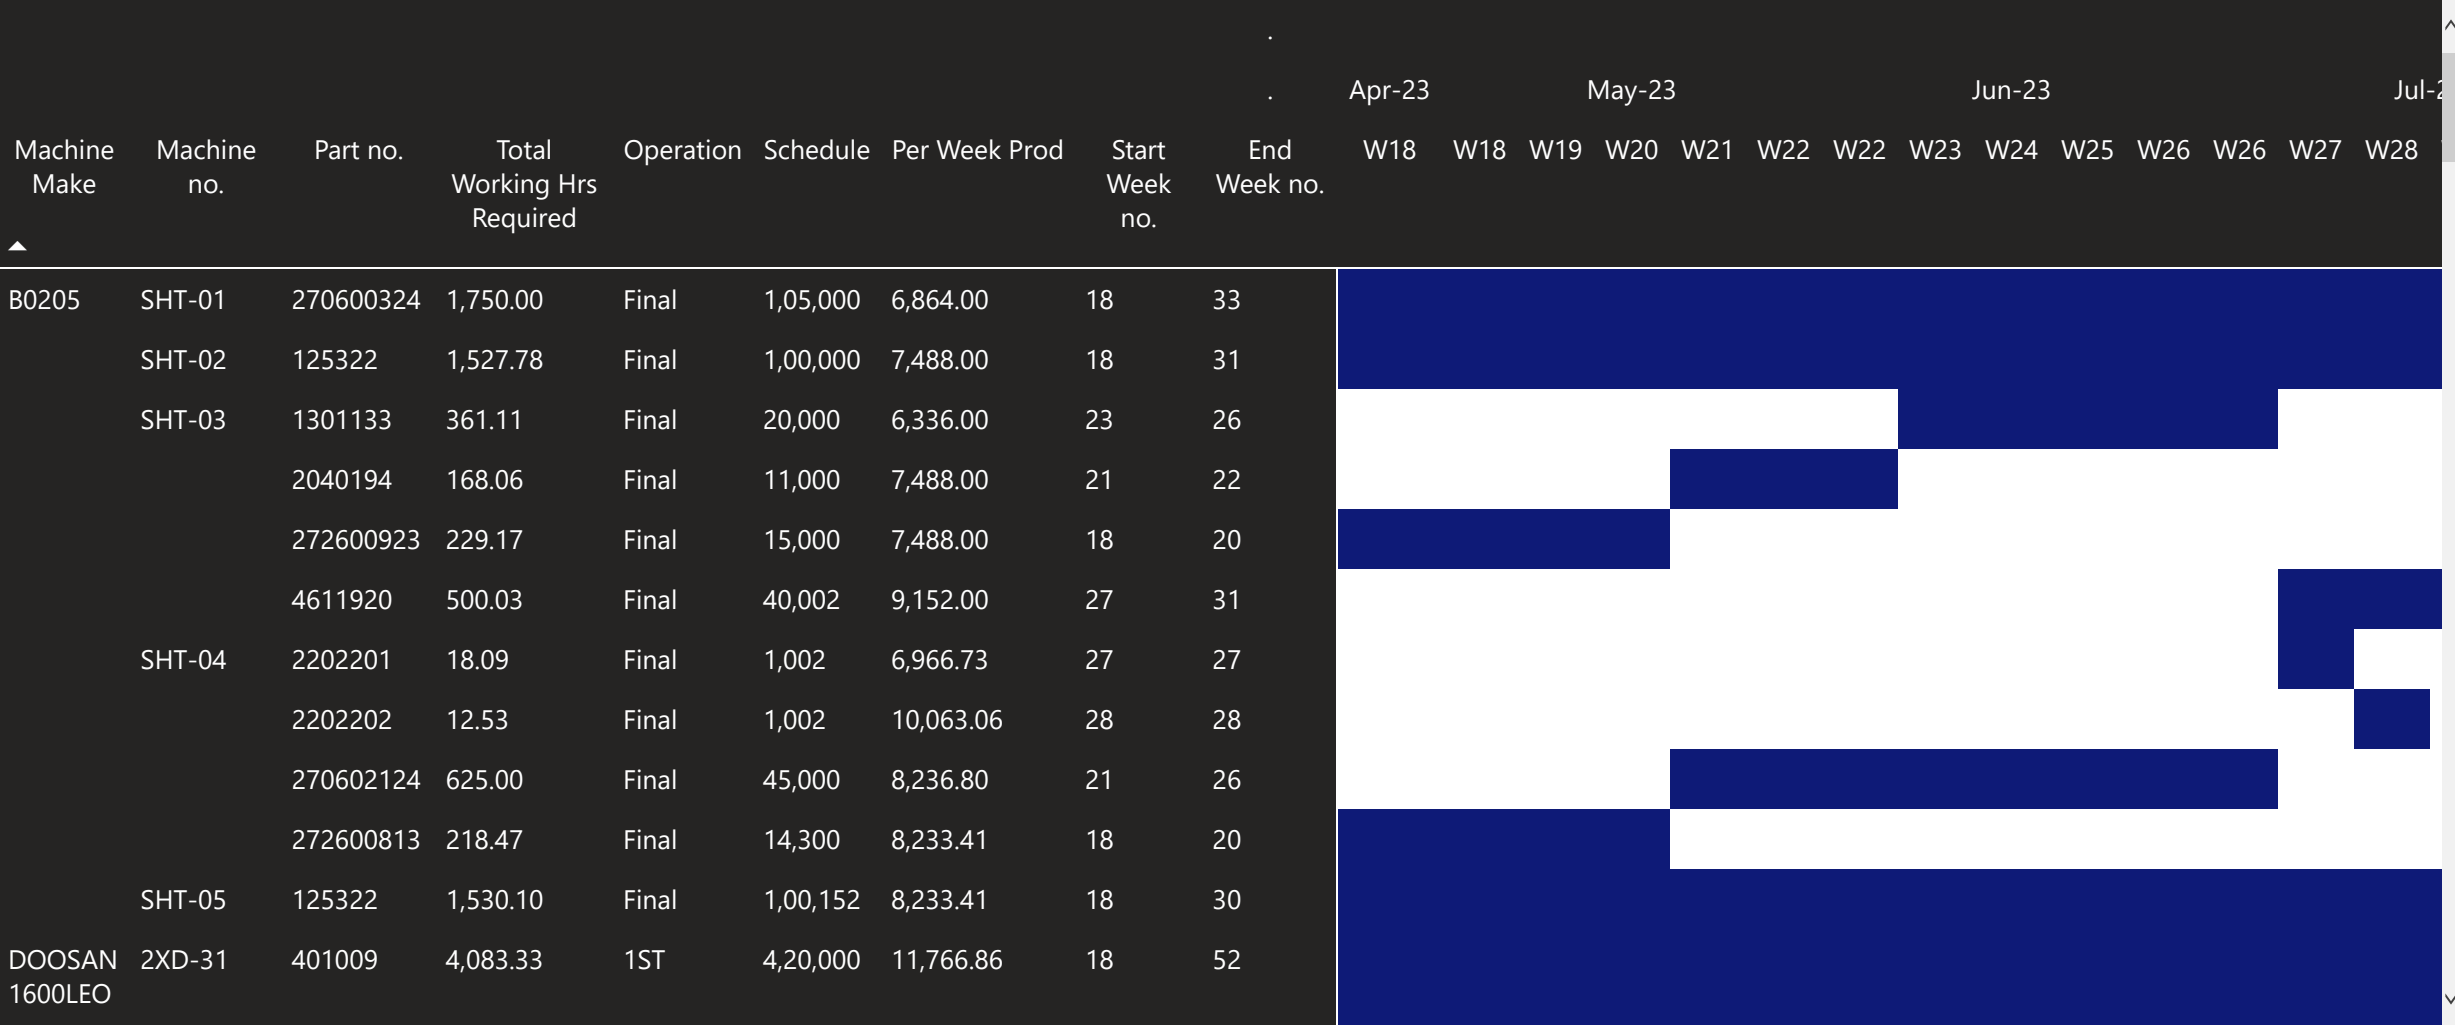 .
. Apr-23 May-23 Jun-23 Jul-2
Machine Machine Part no. Total Operation Schedule Per Week Prod Start End W18 W18 W19 W20 W21 W22 W22 W23 W24 W25 W26 W26 W27 W28
Make no. Working Hrs Week Week no.
Required no.
B0205 SHT-01 270600324 1,750.00 Final 1,05,000 6,864.00 18 33
SHT-02 125322 1,527.78 Final 1,00,000 7,488.00 18 31
SHT-03 1301133 361.11 Final 20,000 6,336.00 23 26
2040194 168.06 Final 11,000 7,488.00 21 22
272600923 229.17 Final 15,000 7,488.00 18 20
4611920 500.03 Final 40,002 9,152.00 27 31
SHT-04 2202201 18.09 Final 1,002 6,966.73 27 27
2202202 12.53 Final 1,002 10,063.06 28 28
270602124 625.00 Final 45,000 8,236.80 21 26
272600813 218.47 Final 14,300 8,233.41 18 20
SHT-05 125322 1,530.10 Final 1,00,152 8,233.41 18 30
DOOSAN 2XD-31 401009 4,083.33 1ST 4,20,000 11,766.86 18 52
1600LEO